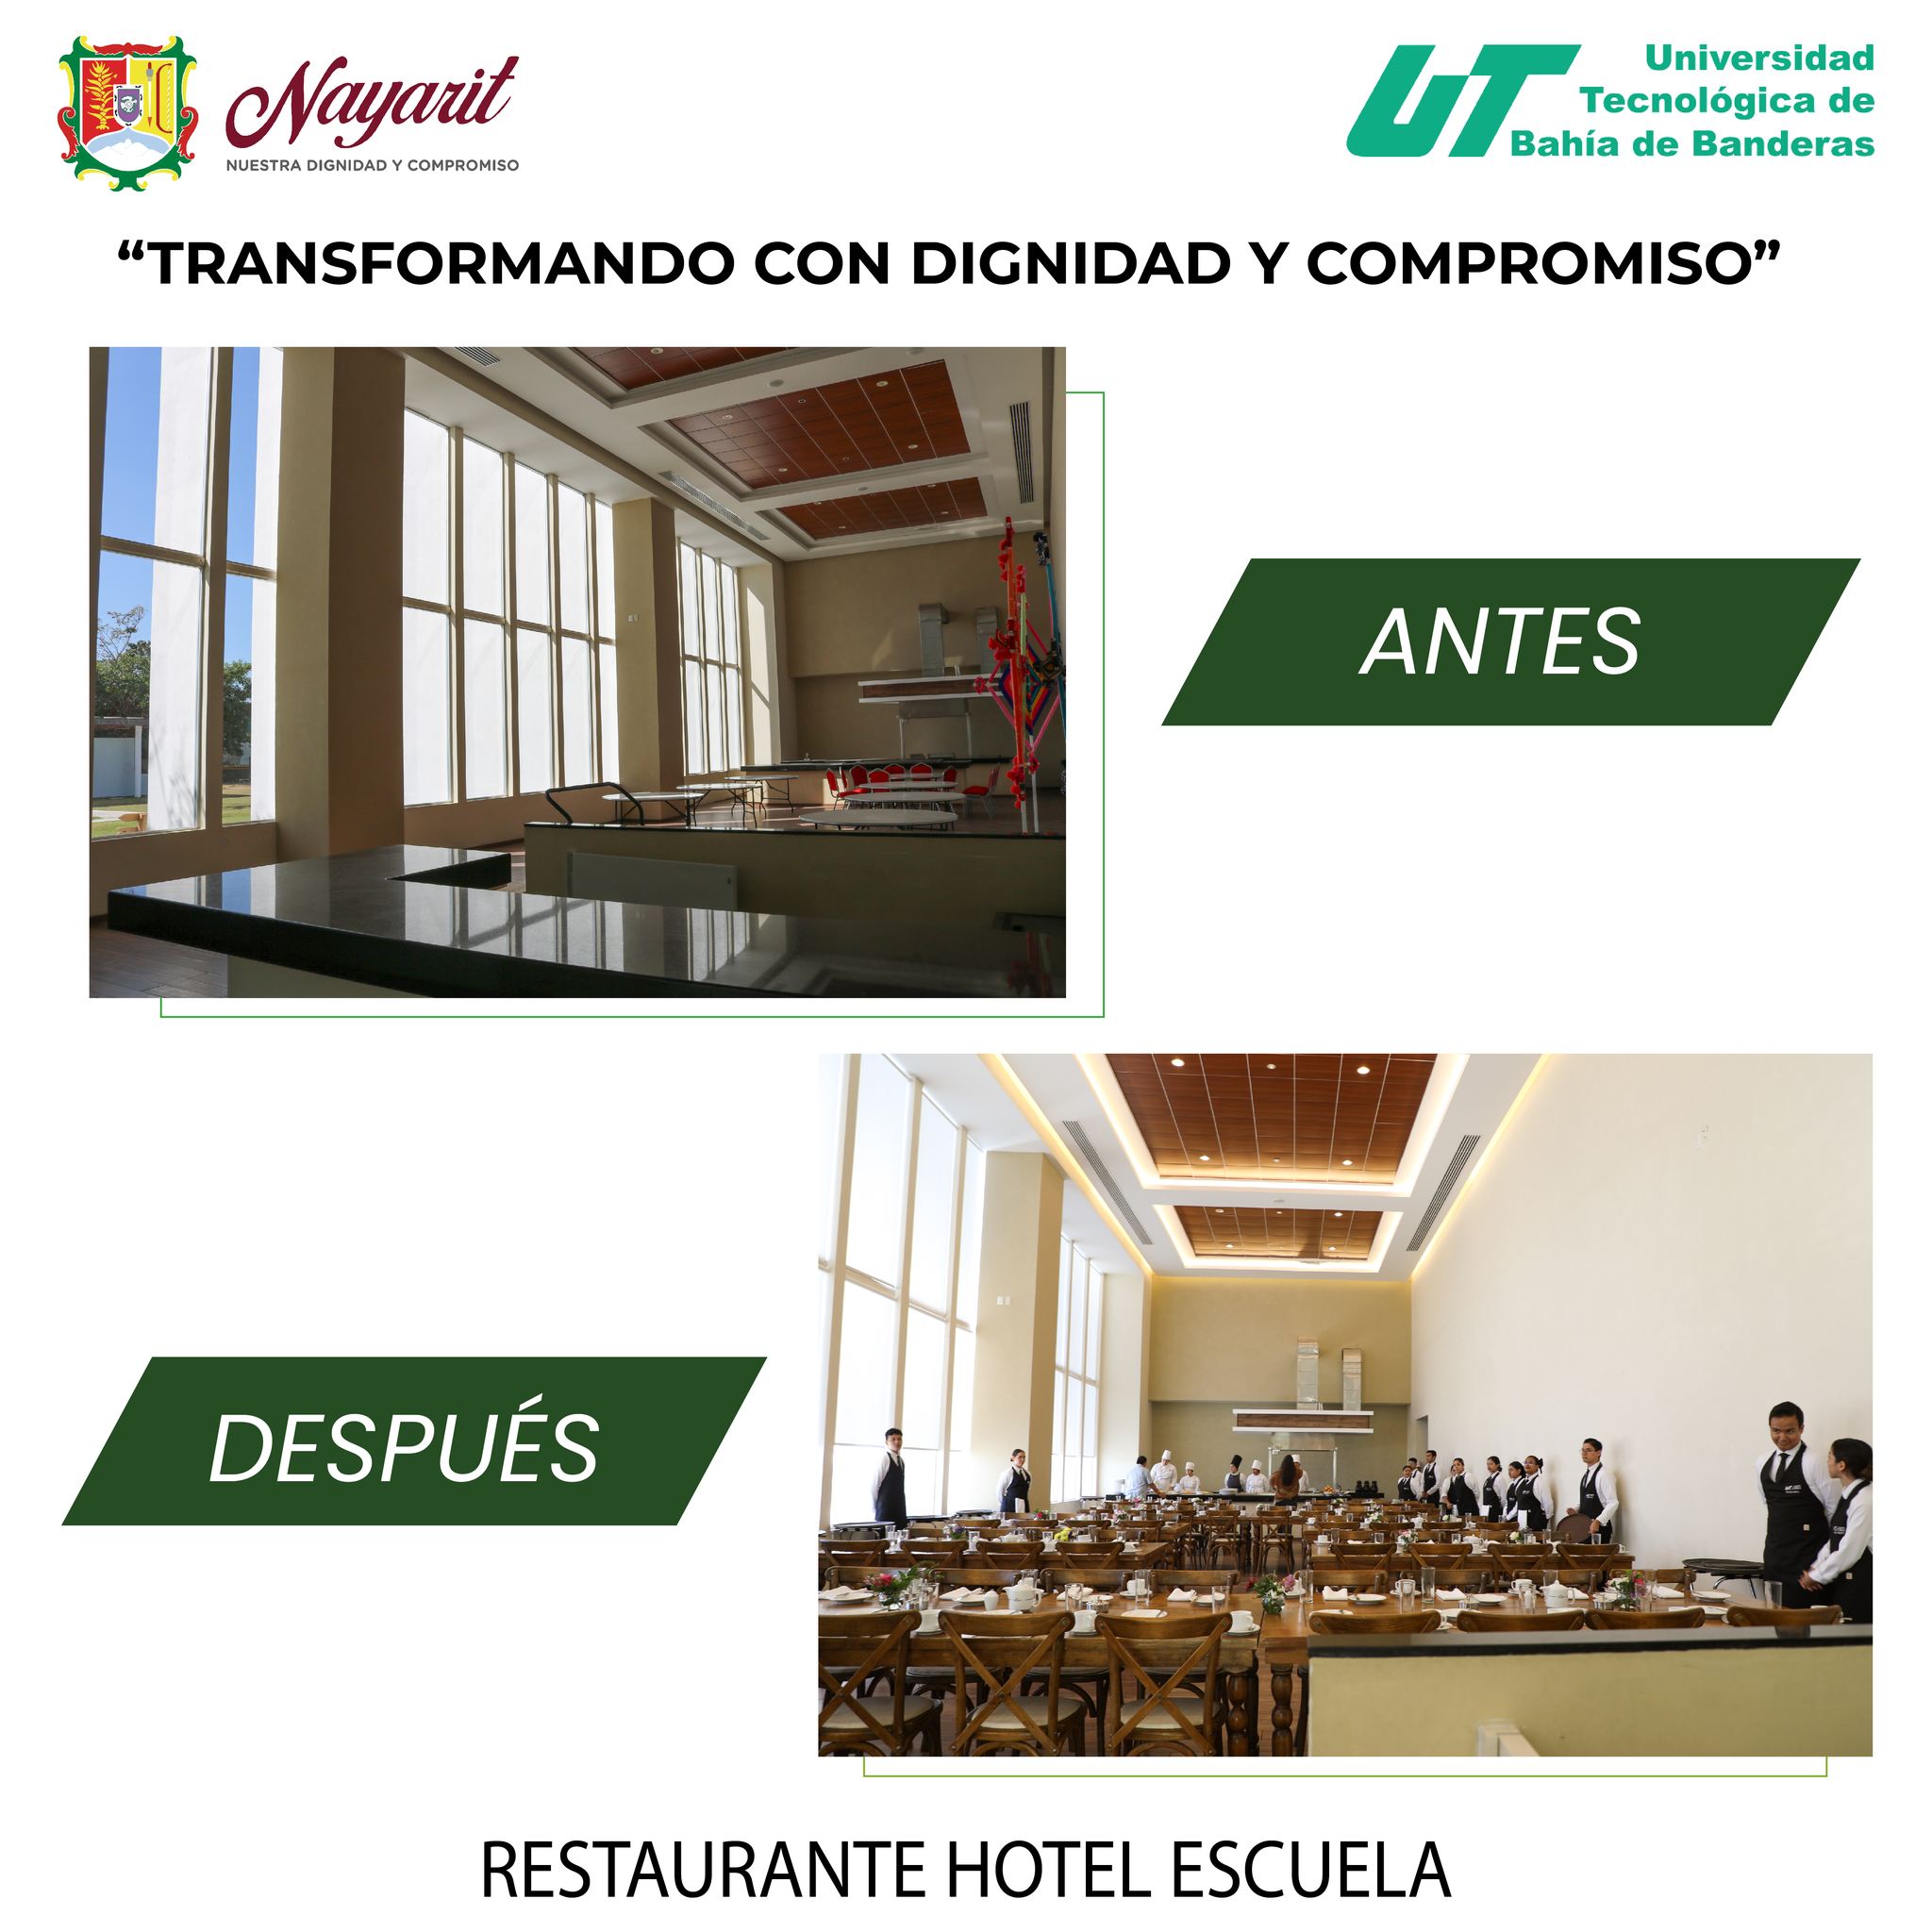 Nayarit
NUESTRA DIGNIDAD Y COMPROMISO
UT
Universidad
Tecnológica de
Bahía de Banderas
“TRANSFORMANDO CON DIGNIDAD Y COMPROMISO”
ANTES
DESPUÉS
RESTAURANTE HOTEL ESCUELA